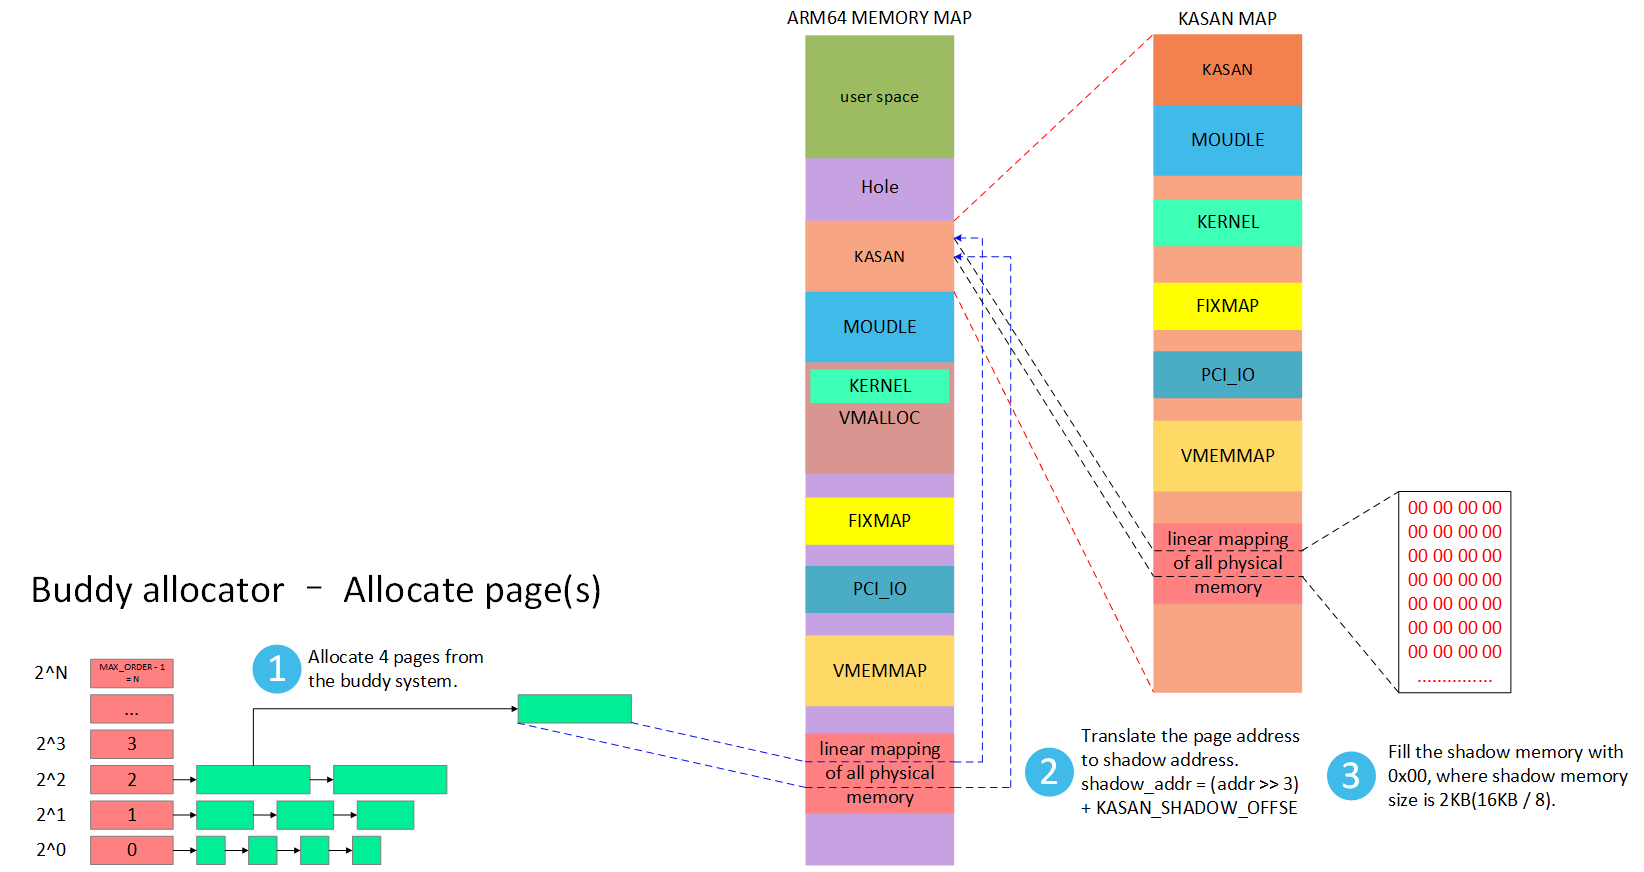 ARM64 MEMORY MAP
user space
Hole
KASAN
MOUDLE
KERNEL
VMALLOC
FIXMAP
PCI_IO
VMEMMAP
linear mapping
of all physical
memory
KASAN MAP
KASAN
MOUDLE
KERNEL
FIXMAP
PCI_IO
VMEMMAP
linear mapping
of all physical
memory
00 00 00 00
00 00 00 00
00 00 00 00
00 00 00 00
00 00 00 00
00 00 00 00
00 00 00 00
...............
Buddy allocator - Allocate page(s)
1
Allocate 4 pages from
the buddy system.
2^N
MAX_ORDER - 1
= N
...
2^3
3
2^2
2
2^1
1
2^0
0
2
Translate the page address
to shadow address.
shadow_addr = (addr >> 3)
+ KASAN_SHADOW_OFFSE
3
Fill the shadow memory with
0x00, where shadow memory
size is 2KB(16KB / 8).